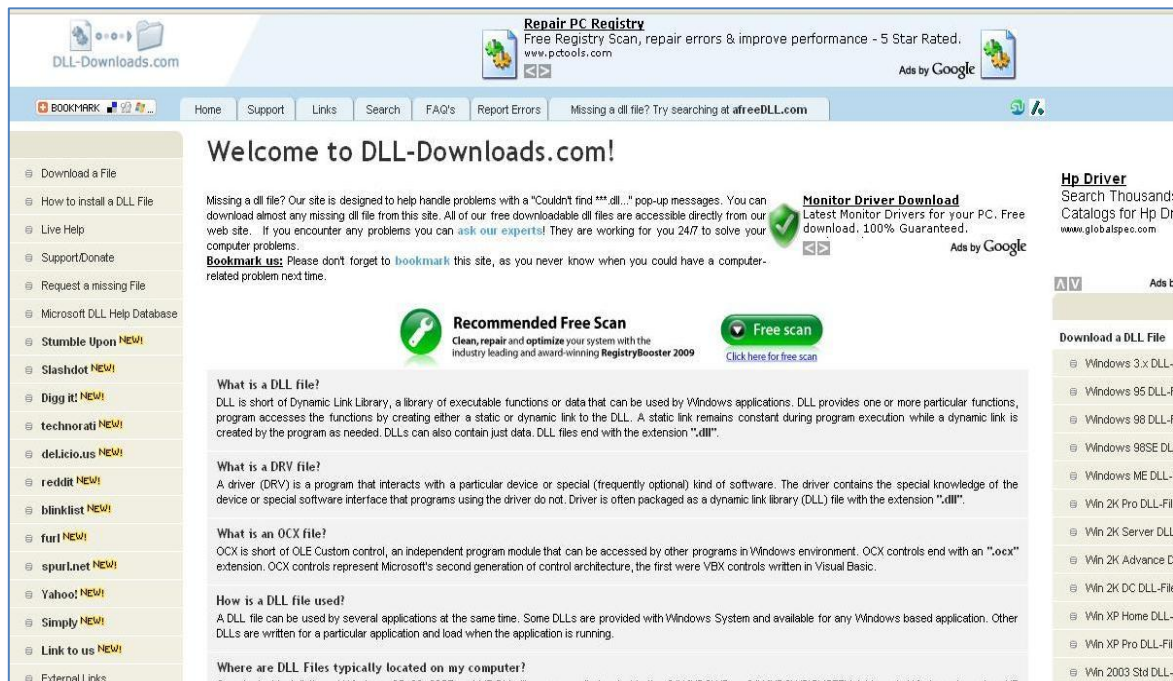 DLL-Downloads.com
Repair PC Registry
Free Registry Scan, repair errors & improve performance - 5 Star Rated.
www.pctools.com
Ads by Google
BOOKMARK
Home Support Links Search FAQ's Report Errors Missing a dll file? Try searching at afreeDLL.com
Download a File
How to install a DLL File
Live Help
Support/Donate
Request a missing File
Microsoft DLL Help Database
Stumble Upon NEW!
Slashdot NEW!
Digg it! NEW!
technorati NEW!
del.icio.us NEW!
reddit NEW!
blinklist NEW!
furl NEW!
spurl.net NEW!
Yahoo! NEW!
Simply NEW!
Link to us NEW!
External Links
Welcome to DLL-Downloads.com!
Missing a dll file? Our site is designed to help handle problems with a "Couldn't find ***.dll..." pop-up messages. You can
download almost any missing dll file from this site. All of our free downloadable dll files are accessible directly from our
web site. If you encounter any problems you can ask our experts! They are working for you 24/7 to solve your
computer problems.
Bookmark us: Please don't forget to bookmark this site, as you never know when you could have a computer-
related problem next time.
Monitor Driver Download
Latest Monitor Drivers for your PC. Free
download. 100% Guaranteed.
Ads by Google
Recommended Free Scan
Clean, repair and optimize your system with the
industry leading and award-winning RegistryBooster 2009
Free scan
Click here for free scan
What is a DLL file?
DLL is short of Dynamic Link Library, a library of executable functions or data that can be used by Windows applications. DLL provides one or more particular functions,
program accesses the functions by creating either a static or dynamic link to the DLL. A static link remains constant during program execution while a dynamic link is
created by the program as needed. DLLs can also contain just data. DLL files end with the extension ".dll".
What is a DRV file?
A driver (DRV) is a program that interacts with a particular device or special (frequently optional) kind of software. The driver contains the special knowledge of the
device or special software interface that programs using the driver do not. Driver is often packaged as a dynamic link library (DLL) file with the extension ".dll".
What is an OCX file?
OCX is short of OLE Custom control, an independent program module that can be accessed by other programs in Windows environment. OCX controls end with an ".ocx"
extension. OCX controls represent Microsoft's second generation of control architecture, the first were VBX controls written in Visual Basic.
How is a DLL file used?
A DLL file can be used by several applications at the same time. Some DLLs are provided with Windows System and available for any Windows based application. Other
DLLs are written for a particular application and load when the application is running.
Where are DLL Files typically located on my computer?
Hp Driver
Search Thousands
Catalogs for Hp Dr
www.globalspec.com
Ads b
Download a DLL File
Windows 3.x DLL-
Windows 95 DLL-F
Windows 98 DLL-F
Windows 98SE DL
Windows ME DLL-
Win 2K Pro DLL-Fil
Win 2K Server DLL
Win 2K Advance D
Win 2K DC DLL-File
Win XP Home DLL-
Win XP Pro DLL-Fil
Win 2003 Std DLL-